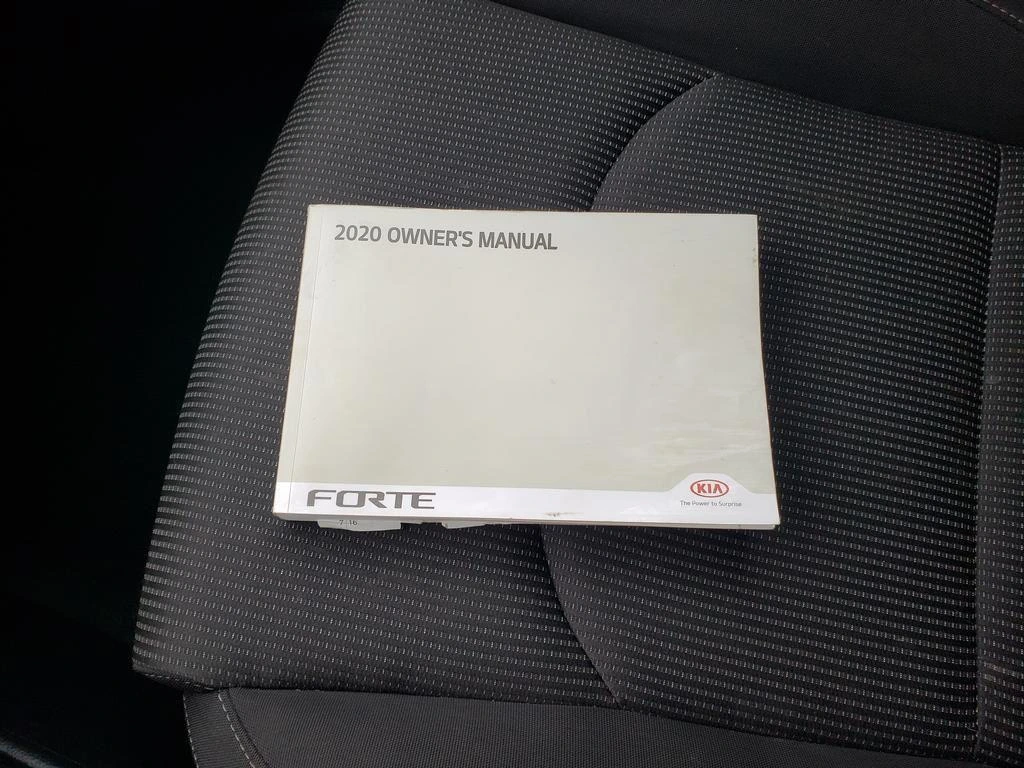 2020 OWNER'S MANUAL
FORTE
KIA
The Power to Surprise
7-16